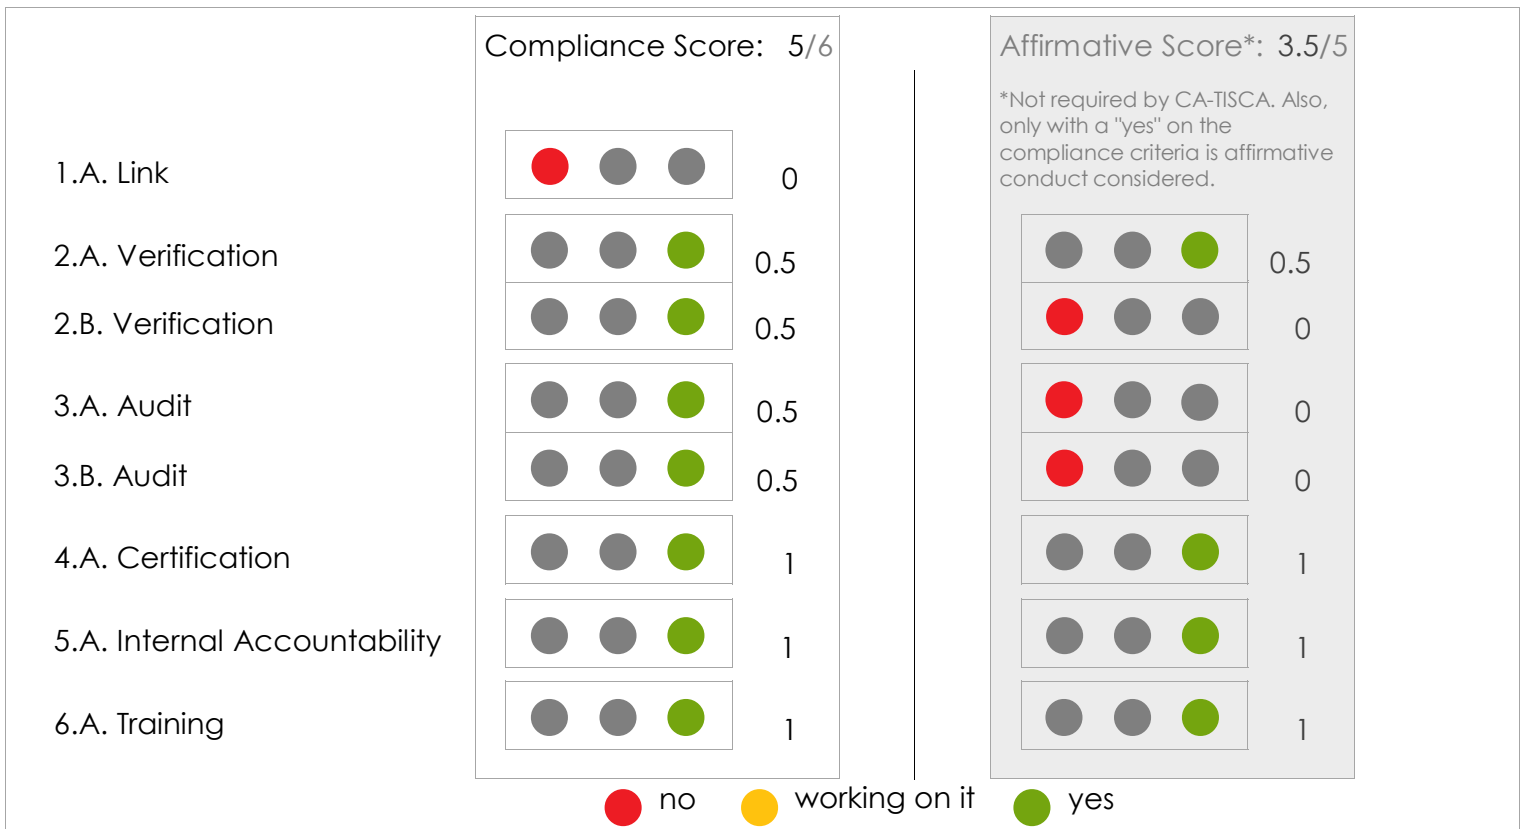 Compliance Score: 5/6
Affirmative Score*: 3.5/5
*Not required by CA-TISCA. Also,
only with a "yes" on the
compliance criteria is affirmative
conduct considered.
1.A. Link 0
2.A. Verification 0.5 0.5
2.B. Verification 0.5 0
3.A. Audit 0.5 0
3.B. Audit 0.5 0
4.A. Certification 1 1
5.A. Internal Accountability 1 1
6.A. Training 1 1
no working on it yes